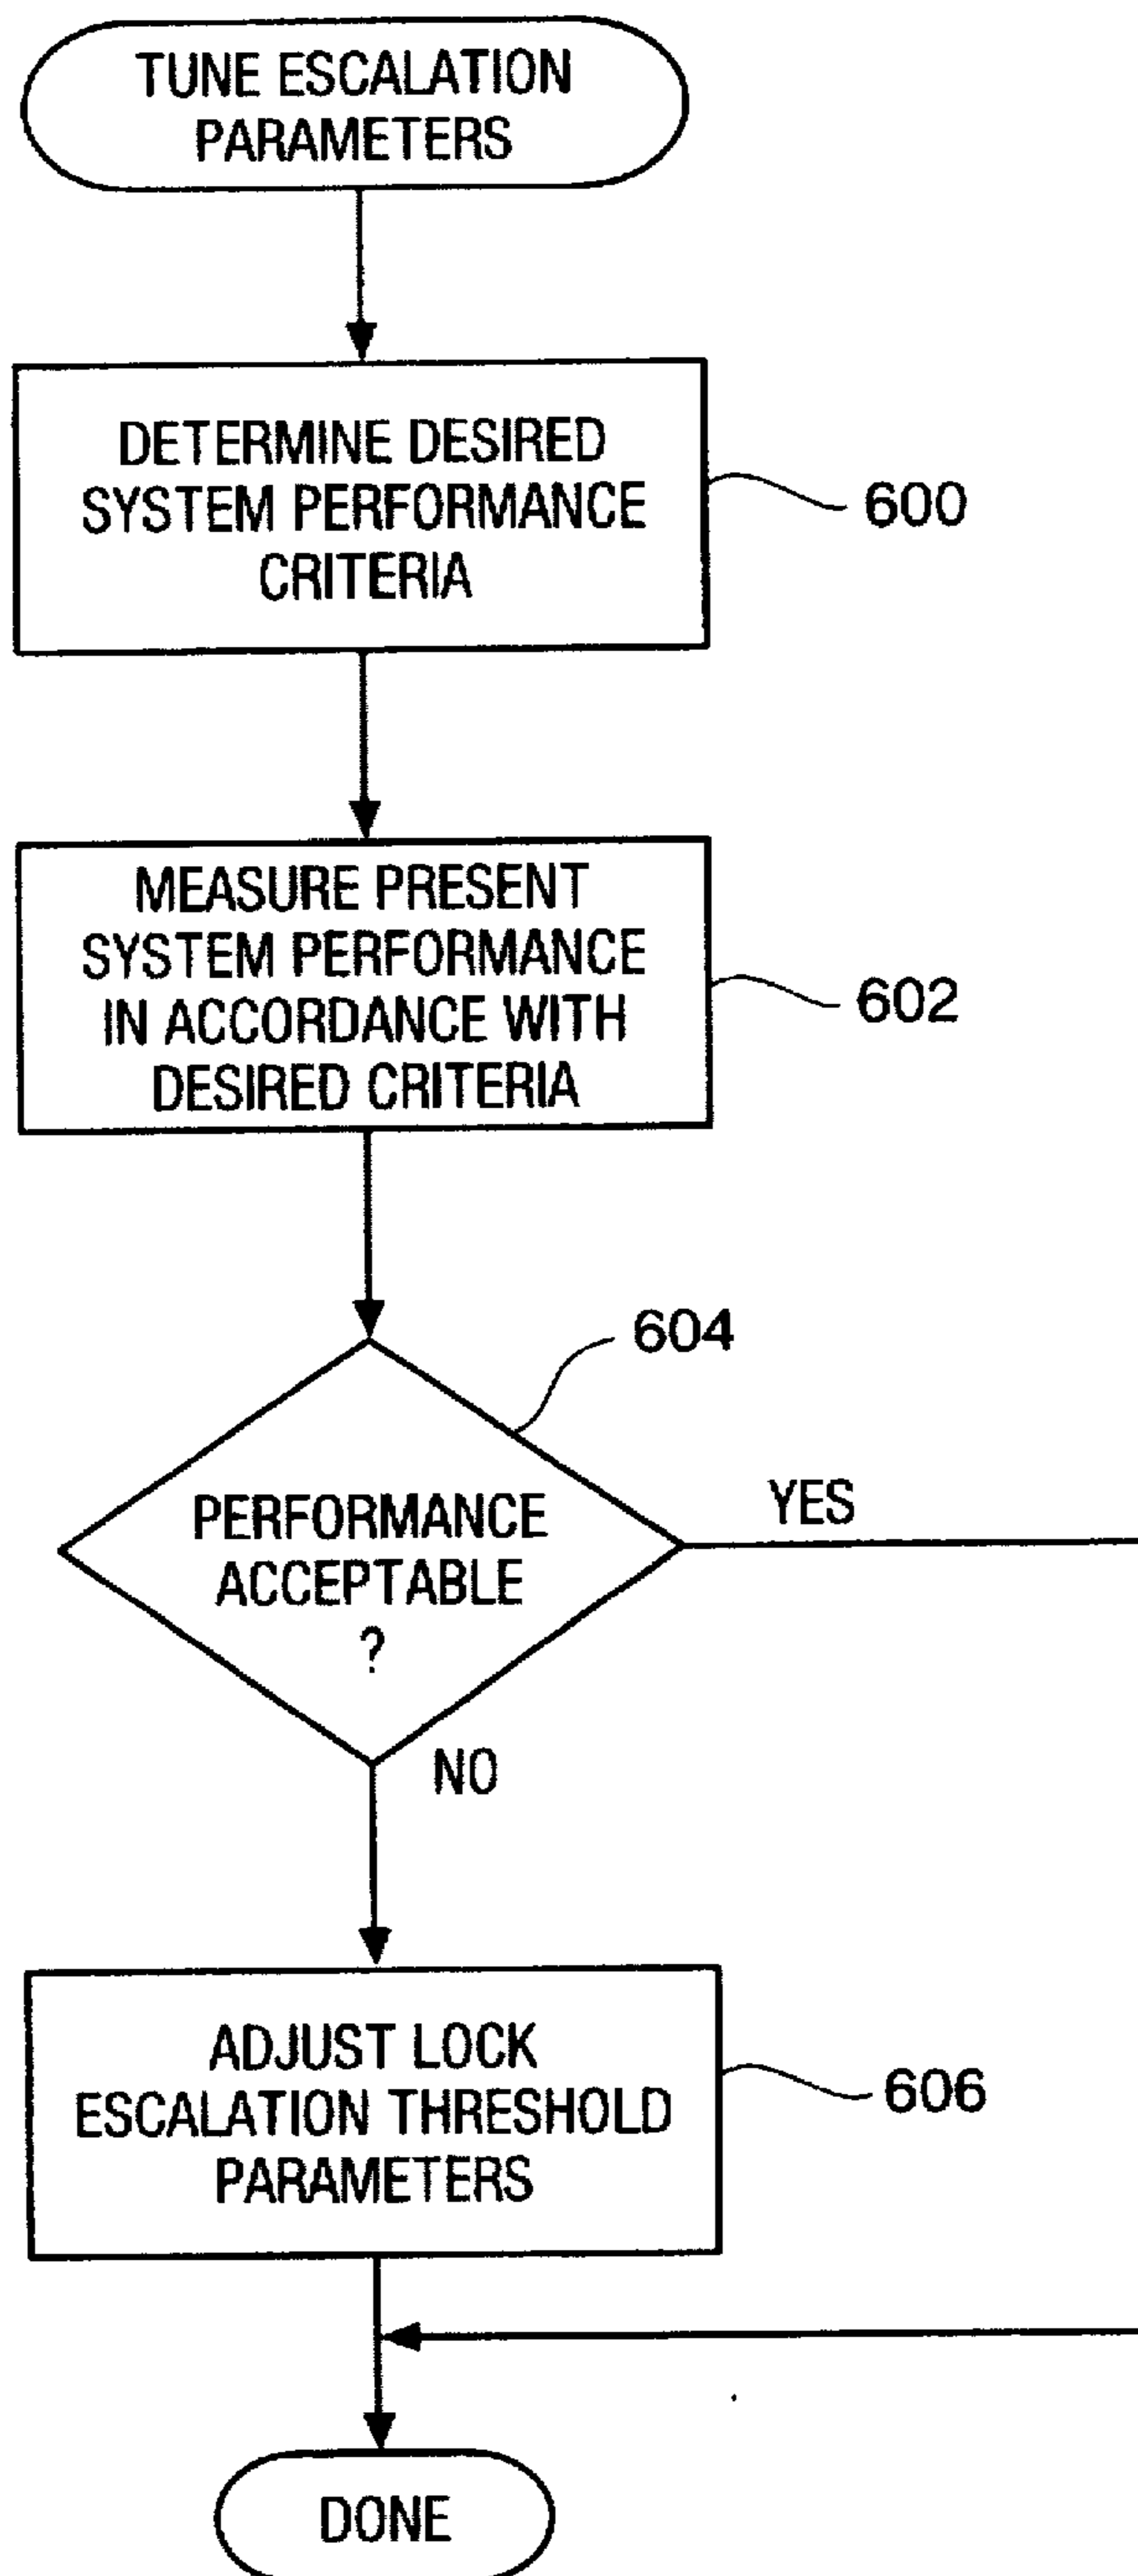 TUNE ESCALATION
PARAMETERS
DETERMINE DESIRED
SYSTEM PERFORMANCE
CRITERIA
600
MEASURE PRESENT
SYSTEM PERFORMANCE
IN ACCORDANCE WITH
DESIRED CRITERIA
602
604
PERFORMANCE
ACCEPTABLE
?
YES
NO
ADJUST LOCK
ESCALATION THRESHOLD
PARAMETERS
606
DONE